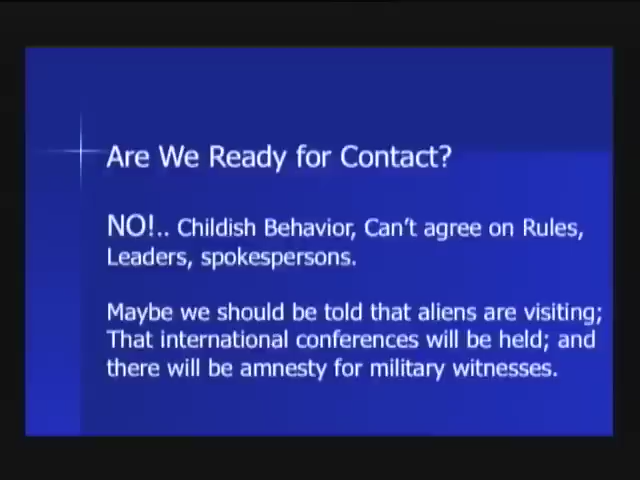 Are We Ready for Contact?
NO!.. Childish Behavior, Can't agree on Rules,
Leaders, spokespersons.
Maybe we should be told that aliens are visiting;
That international conferences will be held; and
there will be amnesty for military witnesses.